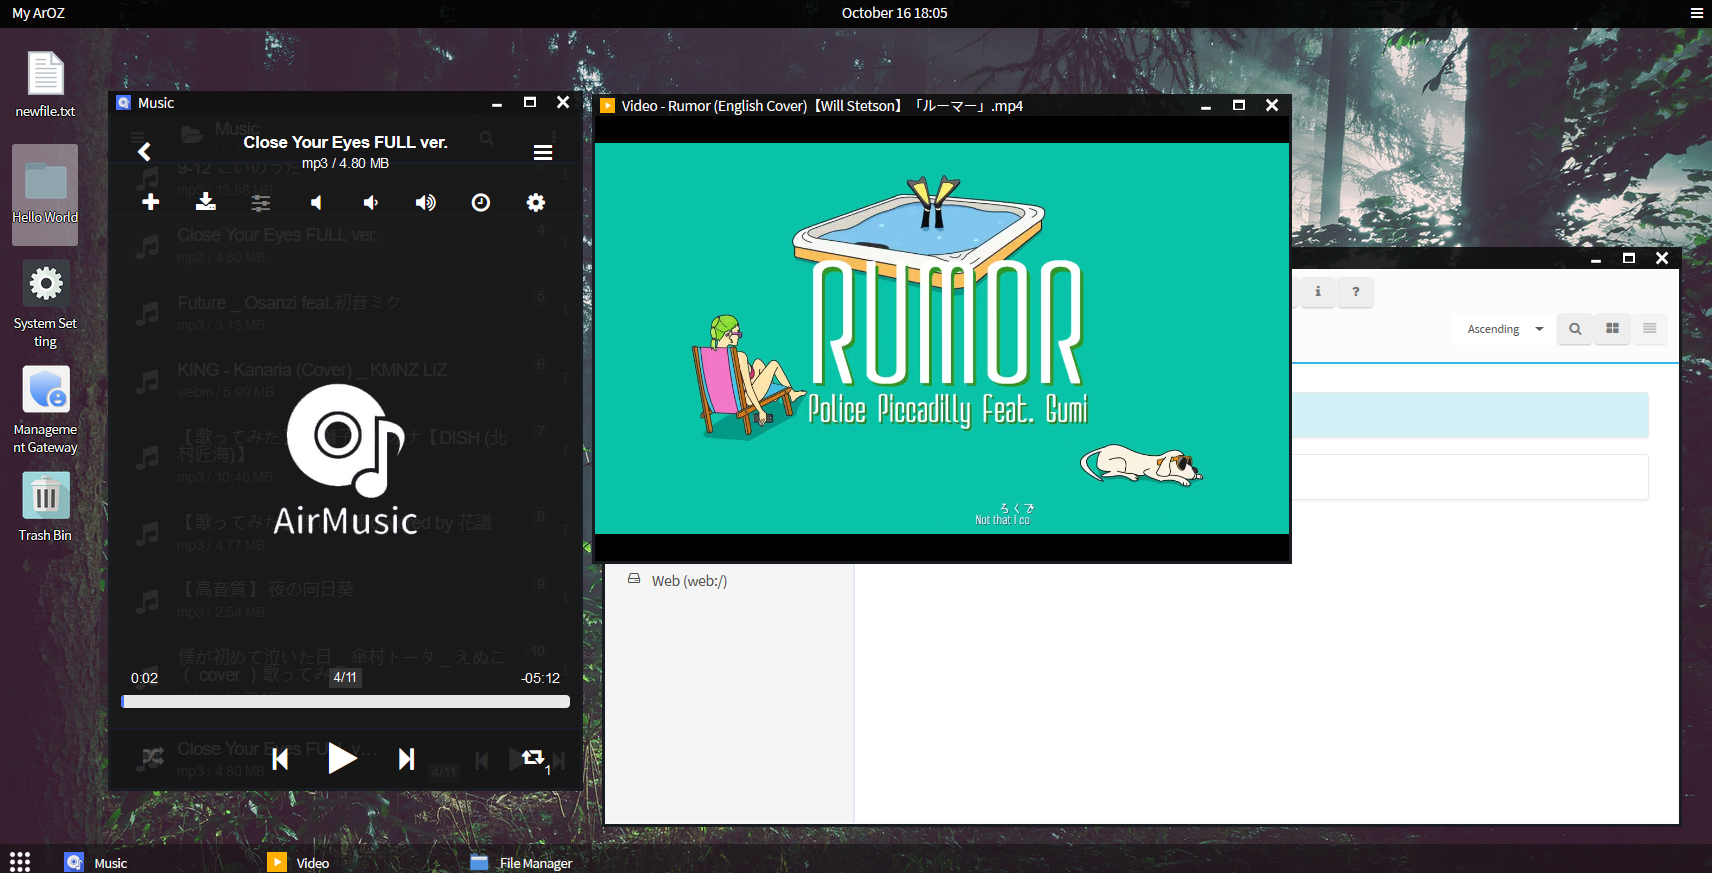 My ArOZ
October 16 18:05
newfile.txt
Hello World
System Set
ting
Manageme
nt Gateway
Trash Bin
Music
Music
Close Your Eyes FULL ver.
mp3 / 4.80 MB
9-12 こいのうた
mp3 / 13.88 MB
Close Your Eyes FULL ver.
4
mp3 / 4.80 MB
Future _ Osanzi feat.初音ミク
5
mp3 / 3.13 MB
KING - Kanaria (Cover) _ KMNZ LIZ
6
webm / 5.99 MB
【歌ってみた
ナ【DISH (北
7
村匠海)】
mp3 / 10.40 MB
AirMusic
【歌ってみた
ed by 花譜
8
mp3 / 4.77 MB
【高音質】 夜の向日葵
9
mp3 / 2.54 MB
僕が初めて泣いた日 _ 傘村トータ _ えぬこ
10
( cover ) 歌ってみ
0:02
4/11
-05:12
Close Your Eyes FULL v...
mp3 / 4.80 MB
4/11
1
Video - Rumor (English Cover)【Will Stetson】「ルーマー」.mp4
RUMOR
Police Piccadilly feat. Gumi
ろくで
Not that I co
i
?
Ascending
Web (web:/)
Music
Video
File Manager